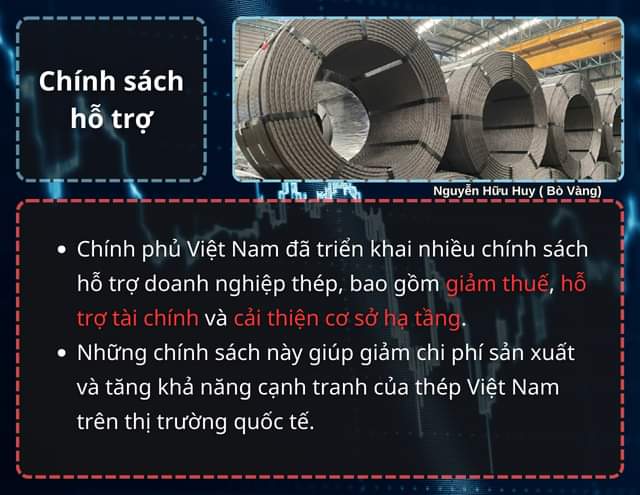 Chính sách
hỗ trợ
Nguyễn Hữu Huy ( Bò Vàng)
• Chính phủ Việt Nam đã triển khai nhiều chính sách
hỗ trợ doanh nghiệp thép, bao gồm giảm thuế, hỗ
trợ tài chính và cải thiện cơ sở hạ tầng.
• Những chính sách này giúp giảm chi phí sản xuất
và tăng khả năng cạnh tranh của thép Việt Nam
trên thị trường quốc tế.